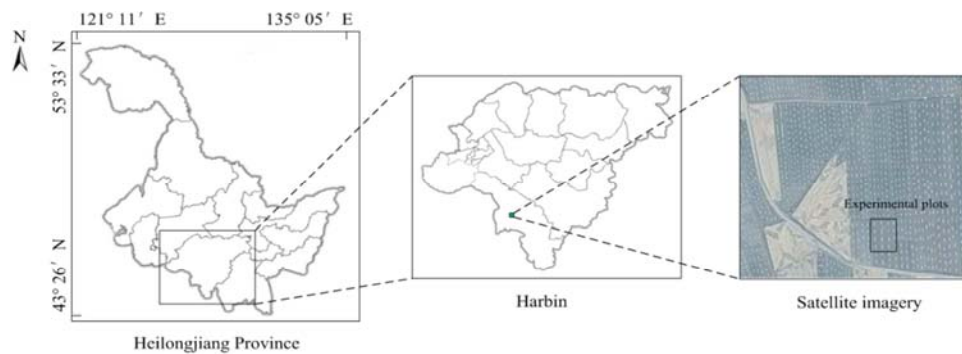 121° 11′ E
135° 05′ E
N
53° 33′ N
43° 26′ N
Experimental plots
Heilongjiang Province
Harbin
Satellite imagery